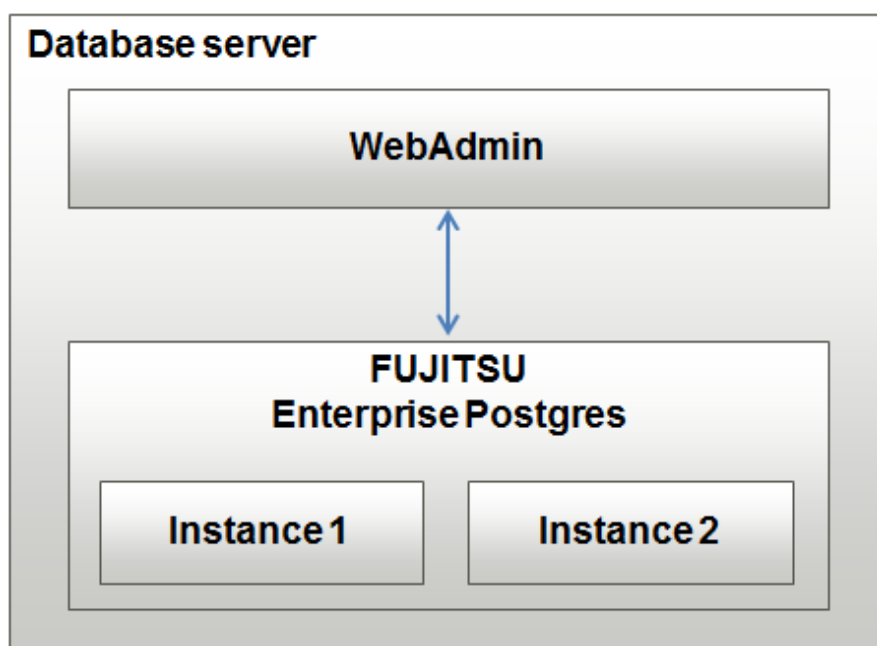 Database server
WebAdmin
FUJITSU
Enterprise Postgres
Instance 1
Instance 2